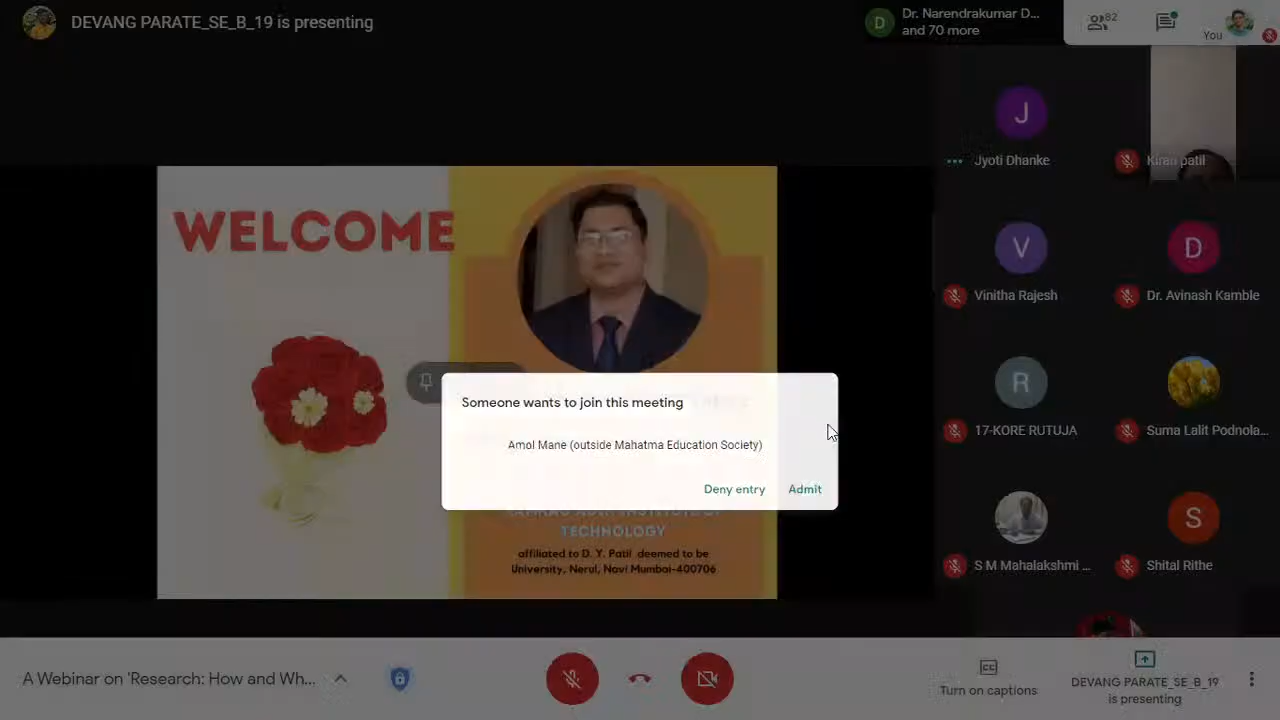 DEVANG PARATE_SE_B_19 is presenting
D
Dr. Narendrakumar D...
and 70 more
82
You
J
Jyoti Dhanke
Kiran patil
V
Vinitha Rajesh
D
Dr. Avinash Kamble
R
17-KORE RUTUJA
Suma Lalit Podnola...
S M Mahalakshmi ...
S
Shital Rithe
WELCOME
Someone wants to join this meeting
Amol Mane (outside Mahatma Education Society)
Deny entry
Admit
TECHNOLOGY
affiliated to D. Y. Patil deemed to be
University, Nerul, Navi Mumbai-400706
A Webinar on 'Research: How and Wh...
CC
Turn on captions
DEVANG PARATE_SE_B_19
is presenting